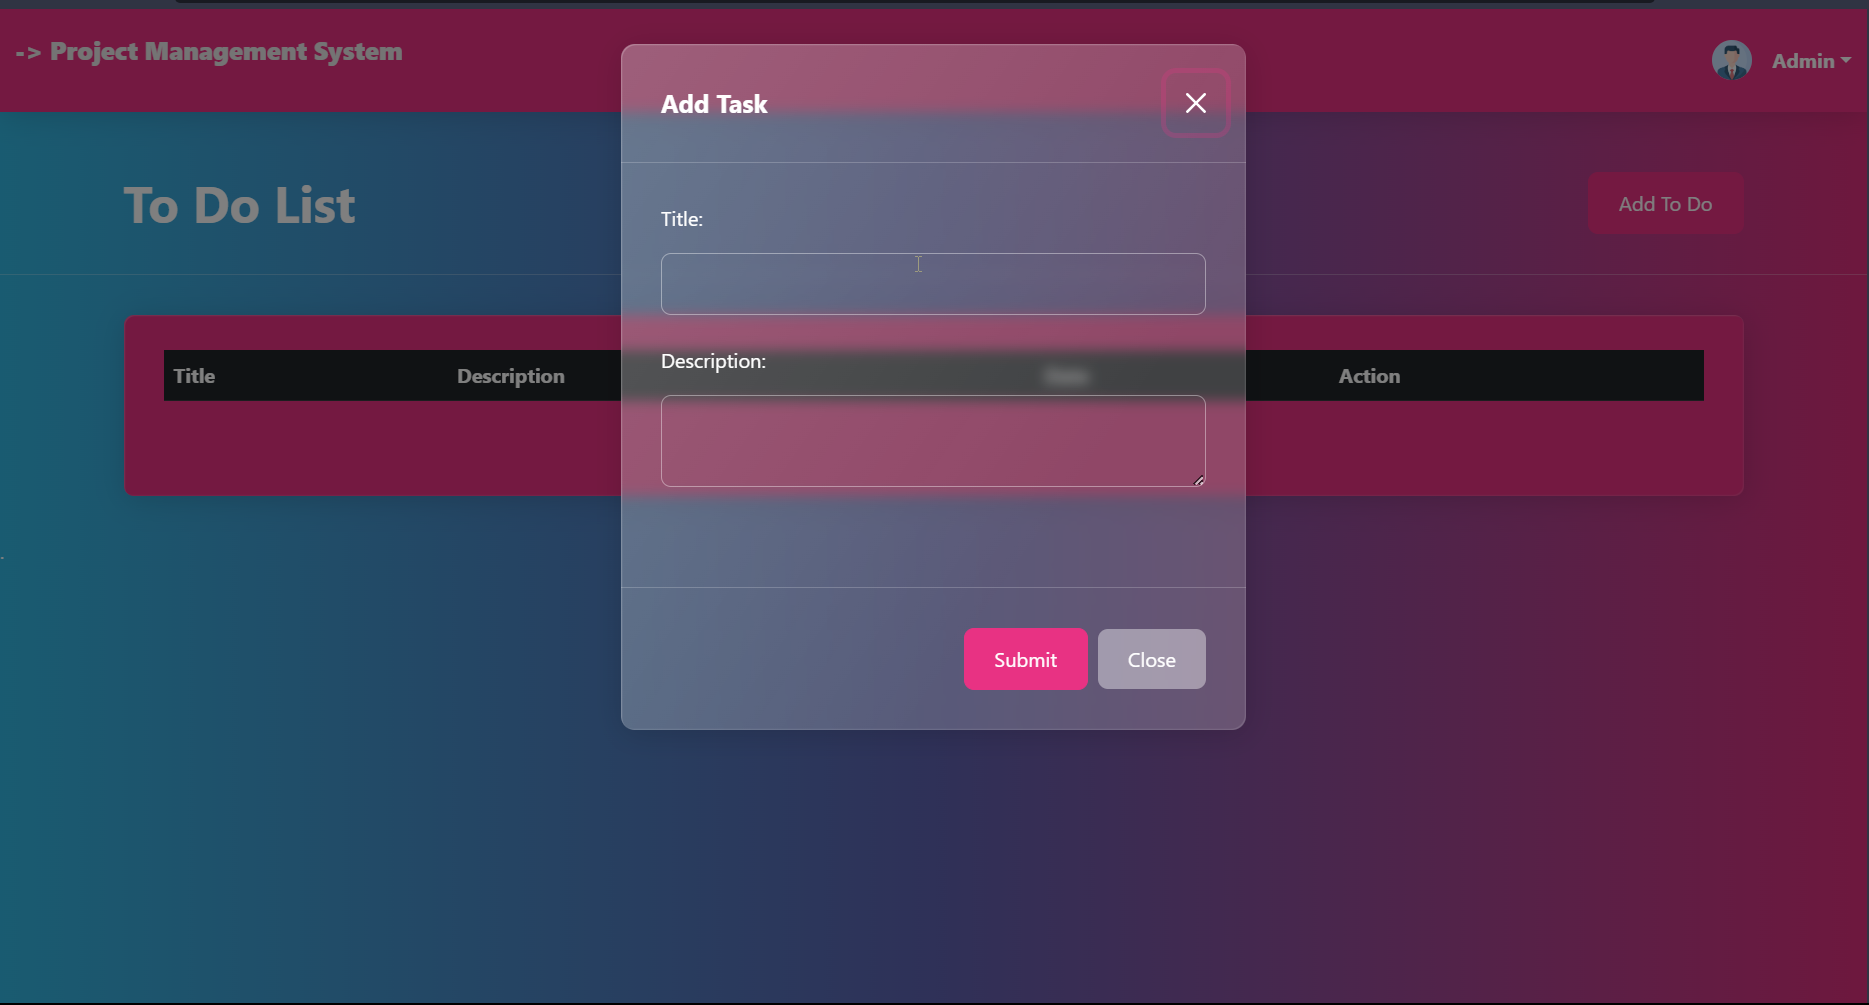 -> Project Management System
Admin
Add Task
To Do List
Add To Do
Title:
Description:
Title Description Action
Submit Close